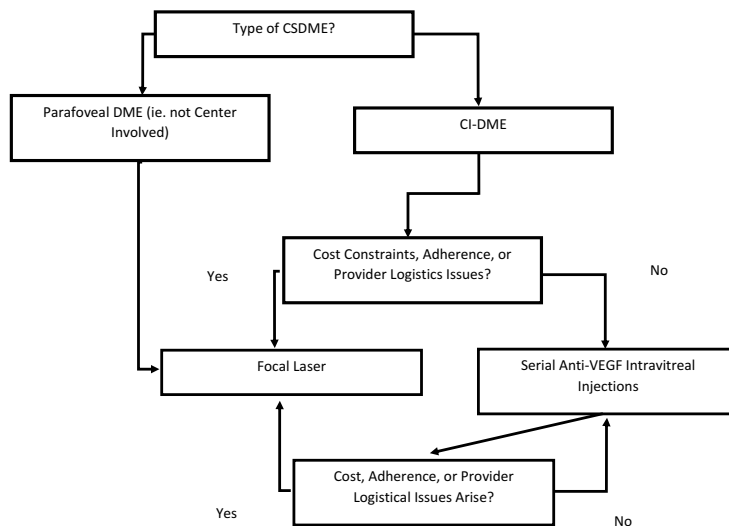 Type of CSDME?
Parafoveal DME (ie. not Center
Involved)
CI-DME
Cost Constraints, Adherence, or
Provider Logistics Issues?
Yes
No
Focal Laser
Serial Anti-VEGF Intravitreal
Injections
Cost, Adherence, or Provider
Logistical Issues Arise?
Yes
No